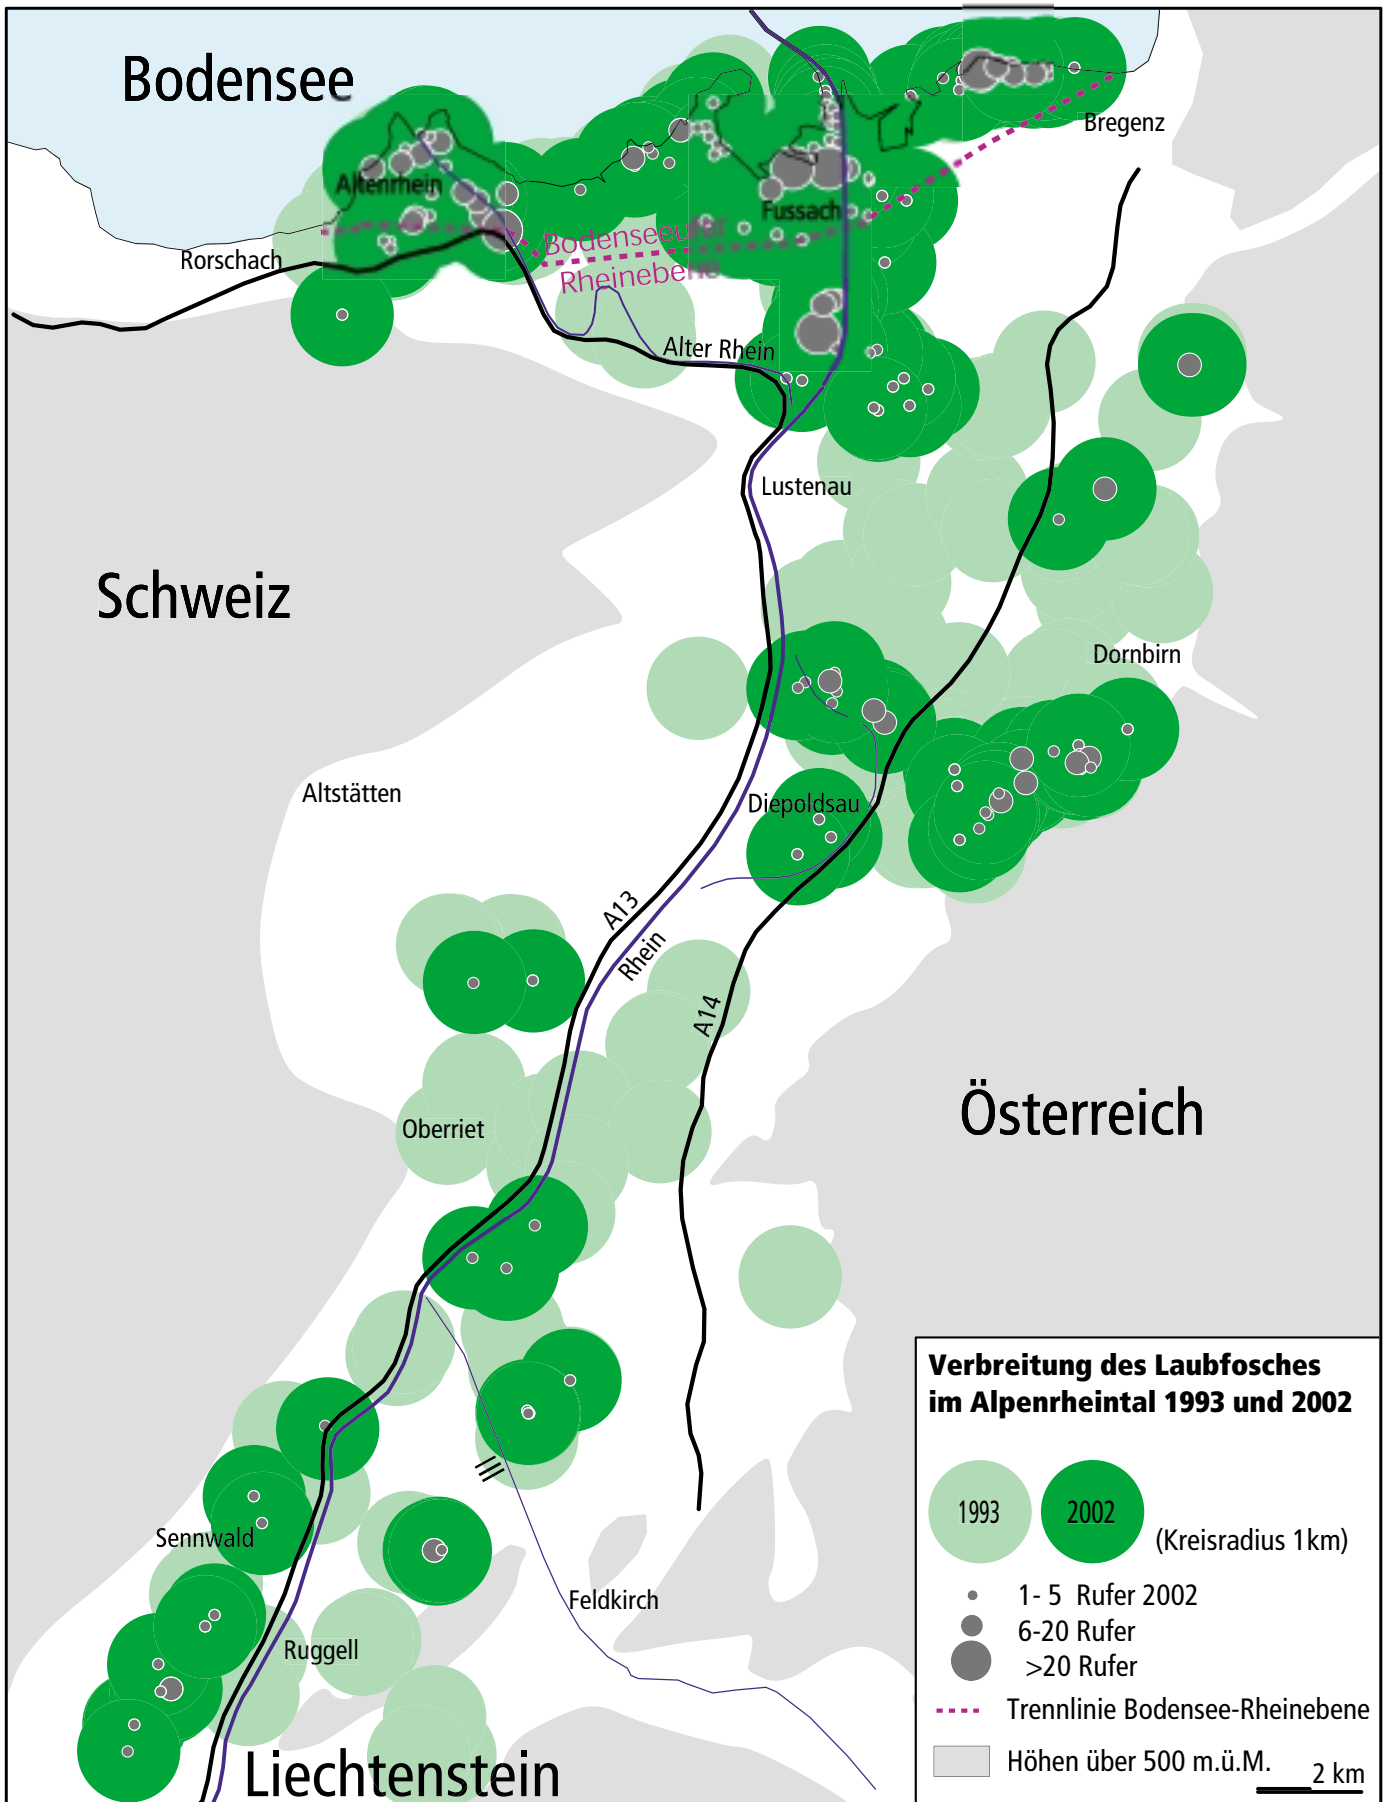 Bodensee
Bregenz
Altenrhein
Fussach
Bodenseeufer
Rorschach
Rheinebene
Alter Rhein
Lustenau
Schweiz
Dornbirn
Altstätten
Diepoldsau
A13
Rhein
A14
Österreich
Oberriet
Verbreitung des Laubfosches
im Alpenrheintal 1993 und 2002
1993
2002
(Kreisradius 1km)
Sennwald
1- 5 Rufer 2002
Feldkirch
6-20 Rufer
Ruggell
>20 Rufer
Trennlinie Bodensee-Rheinebene
Höhen über 500 m.ü.M.
2 km
Liechtenstein